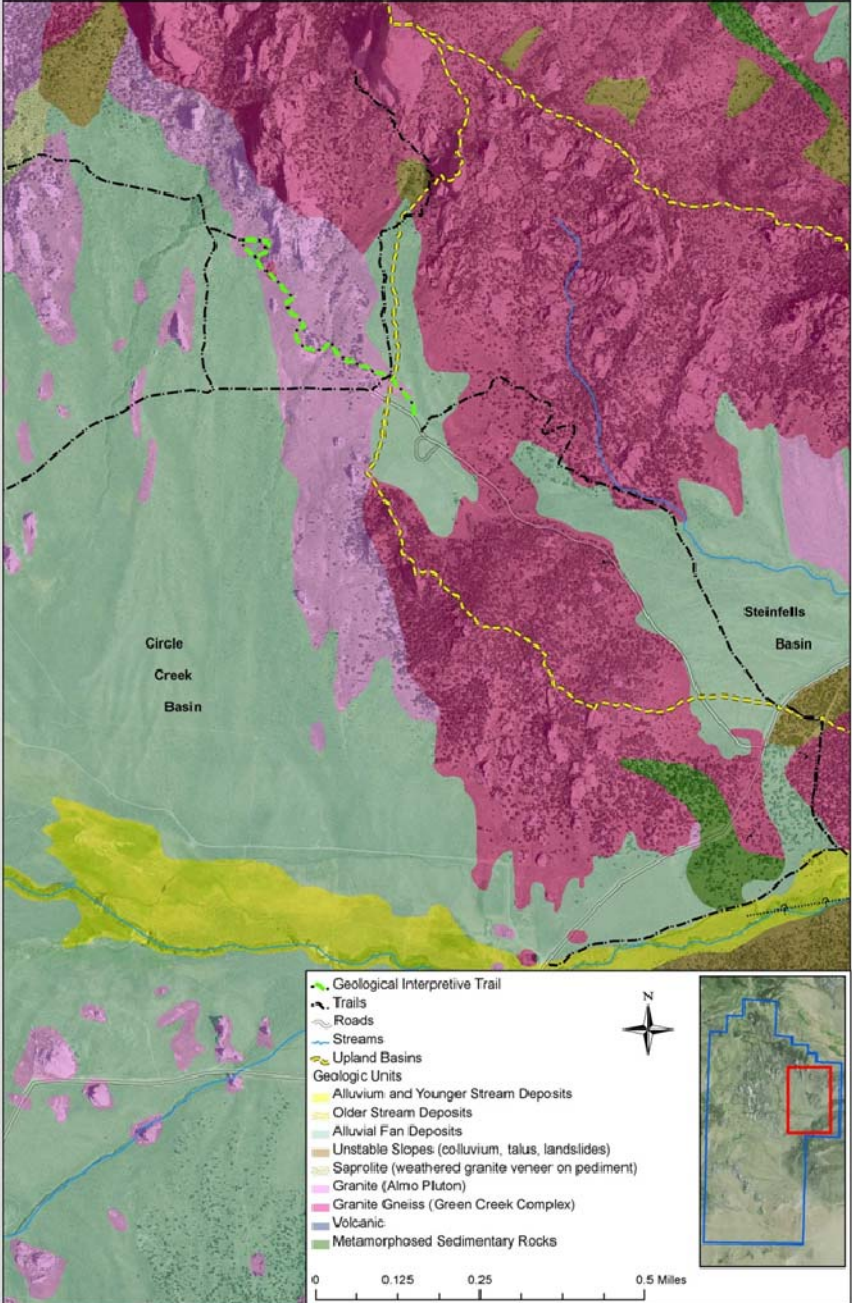 Steinfells
Basin
Circle
Creek
Basin
Geological Interpretive Trail
Trails
Roads
Streams
Upland Basins
Geologic Units
Alluvium and Younger Stream Deposits
Older Stream Deposits
Alluvial Fan Deposits
Unstable Slopes (colluvium, talus, landslides)
Saprolite (weathered granite veneer on pediment)
Granite (Almo Pluton)
Granite Gneiss (Green Creek Complex)
Volcanic
Metamorphosed Sedimentary Rocks
N
0 0.125 0.25 0.5 Miles